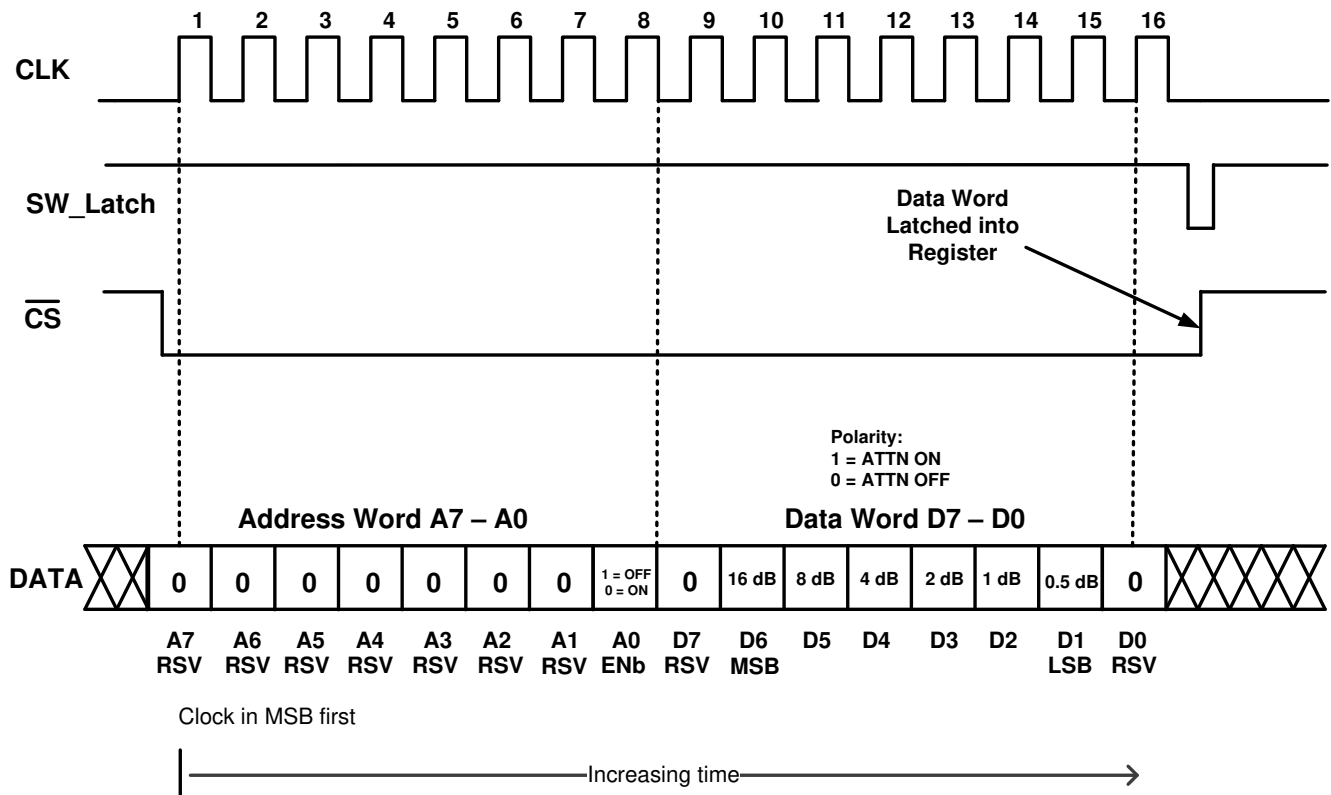 1 2 3 4 5 6 7 8 9 10 11 12 13 14 15 16
CLK
SW_Latch
Data Word
Latched into
Register
CS
Polarity:
1 = ATTN ON
0 = ATTN OFF
Address Word A7 – A0
Data Word D7 – D0
DATA
0 0 0 0 0 0 0
1 = OFF
0 = ON
0 16 dB 8 dB 4 dB 2 dB 1 dB 0.5 dB 0
A7 A6 A5 A4 A3 A2 A1 A0 D7 D6 D5 D4 D3 D2 D1 D0
RSV RSV RSV RSV RSV RSV RSV ENb RSV MSB LSB RSV
Clock in MSB first
Increasing time